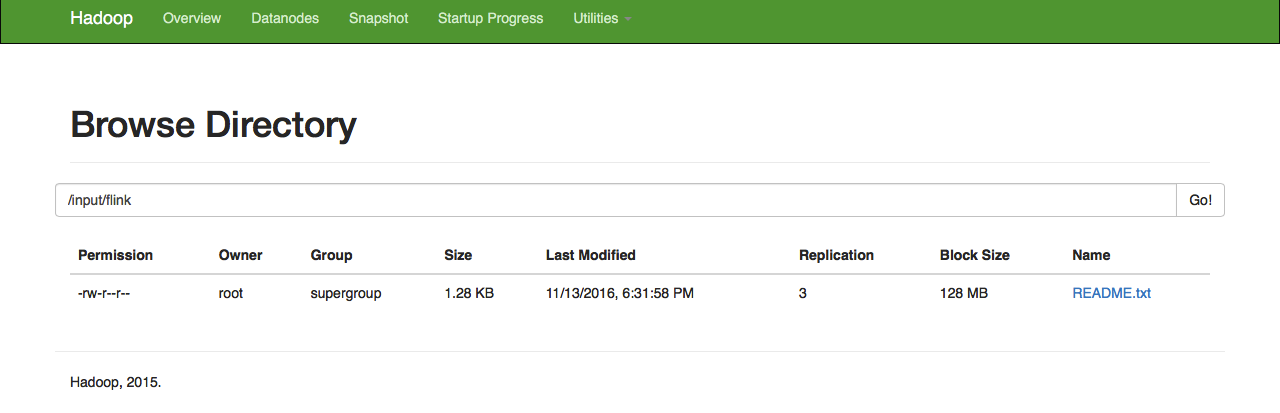 Hadoop Overview Datanodes Snapshot Startup Progress Utilities
Browse Directory
/input/flink Go!
Permission Owner Group Size Last Modified Replication Block Size Name
-rw-r--r-- root supergroup 1.28 KB 11/13/2016, 6:31:58 PM 3 128 MB README.txt
Hadoop, 2015.